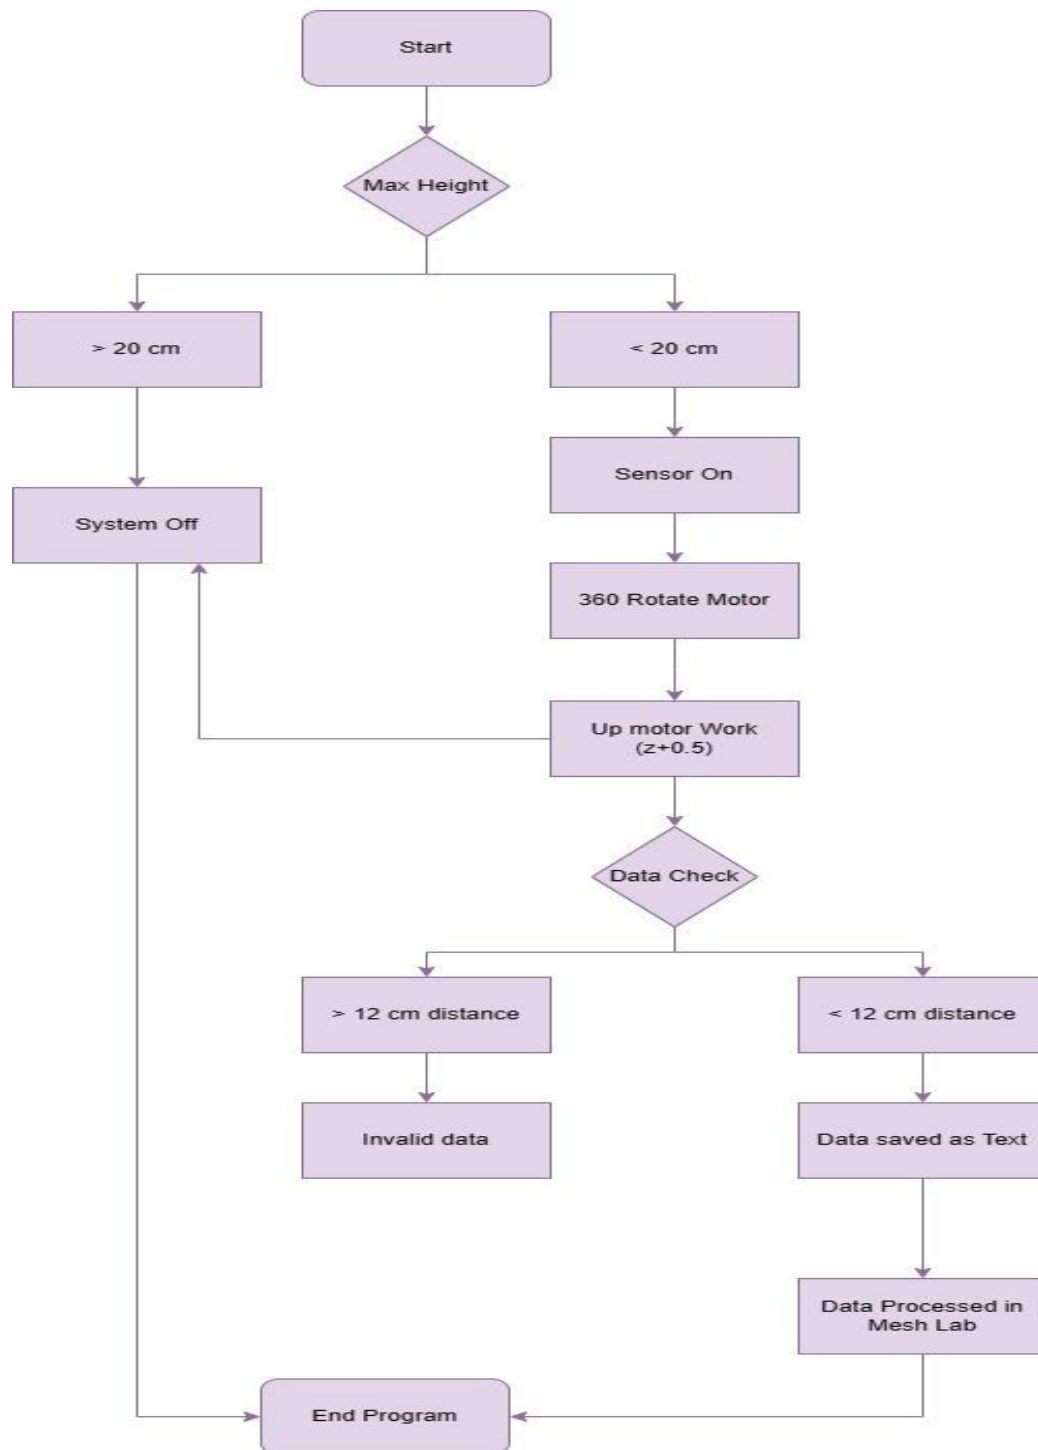 Start
Max Height
> 20 cm
< 20 cm
Sensor On
System Off
360 Rotate Motor
Up motor Work
(z+0.5)
Data Check
> 12 cm distance
< 12 cm distance
Invalid data
Data saved as Text
Data Processed in
Mesh Lab
End Program